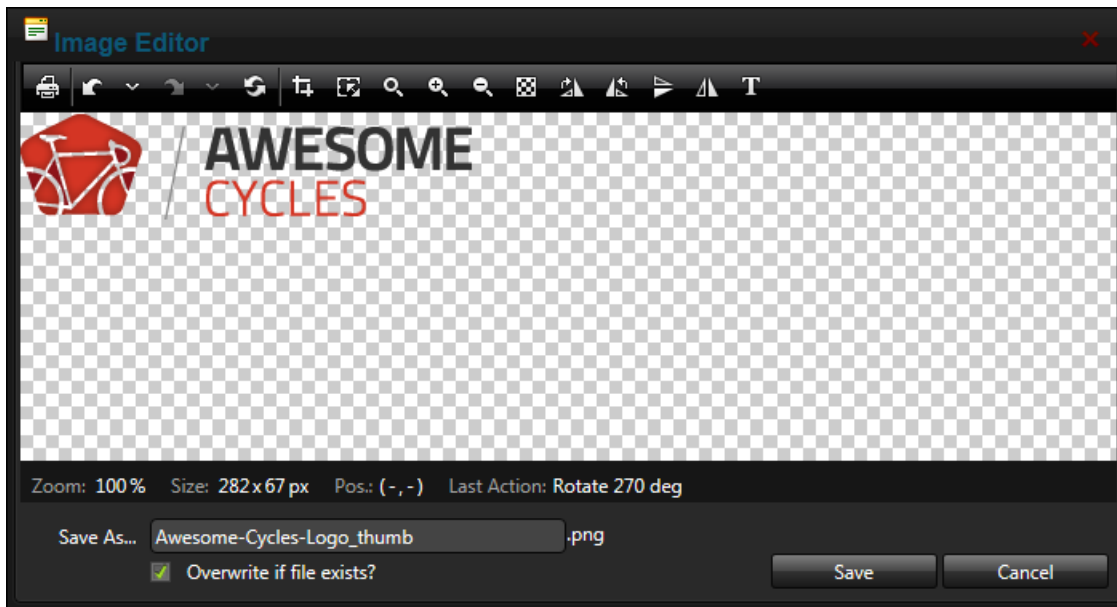 Image Editor
T
AWESOME
CYCLES
Zoom: 100% Size: 282 x 67 px Pos.: ( - , - ) Last Action: Rotate 270 deg
Save As... Awesome-Cycles-Logo_thumb .png
Overwrite if file exists? Save Cancel